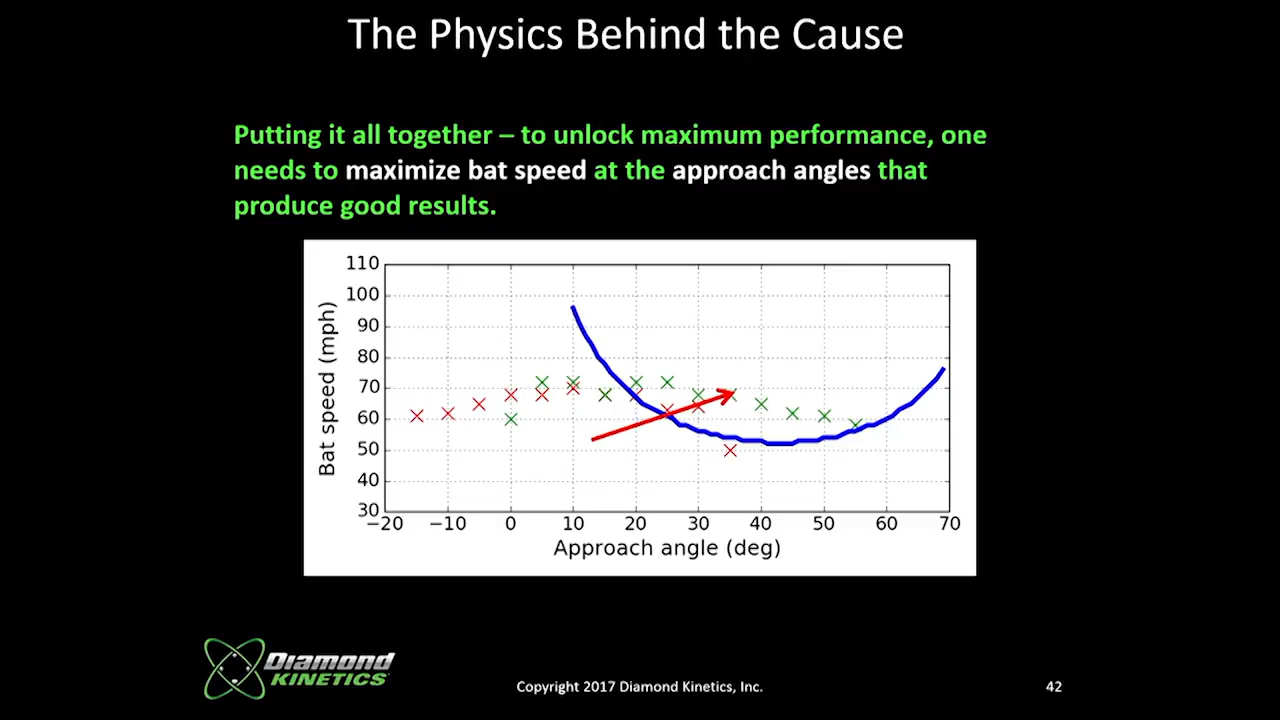 The Physics Behind the Cause
Putting it all together – to unlock maximum performance, one
needs to maximize bat speed at the approach angles that
produce good results.
110
100
90
80
70
60
50
40
30
Bat speed (mph)
−20 −10 0 10 20 30 40 50 60 70
Approach angle (deg)
Diamond
KINETICS
Copyright 2017 Diamond Kinetics, Inc.
42